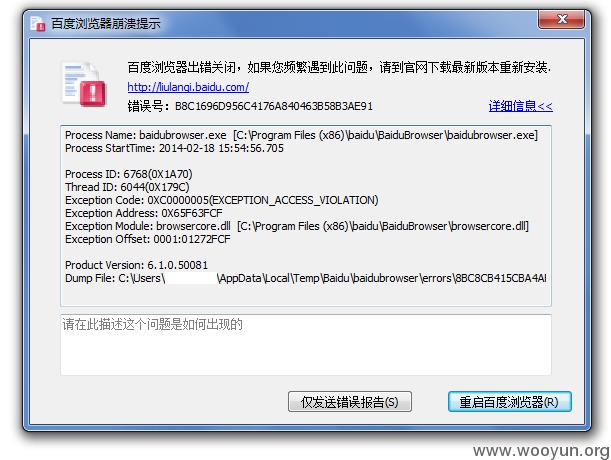 百度浏览器崩溃提示
百度浏览器出错关闭，如果您频繁遇到此问题，请到官网下载最新版本重新安装.
http://liulanqi.baidu.com/
错误号：B8C1696D956C4176A840463B58B3AE91 详细信息<<
Process Name: baidubrowser.exe [C:\Program Files (x86)\baidu\BaiduBrowser\baidubrowser.exe]
Process StartTime: 2014-02-18 15:54:56.705
Process ID: 6768(0X1A70)
Thread ID: 6044(0X179C)
Exception Code: 0XC0000005(EXCEPTION_ACCESS_VIOLATION)
Exception Address: 0X65F63FCF
Exception Module: browsercore.dll [C:\Program Files (x86)\baidu\BaiduBrowser\browsercore.dll]
Exception Offset: 0001:01272FCF
Product Version: 6.1.0.50081
Dump File: C:\Users\ \AppData\Local\Temp\Baidu\baidubrowser\errors\8BC8CB415CBA4AI
请在此描述这个问题是如何出现的
仅发送错误报告(S) 重启百度浏览器(R)
www.wooyun.org